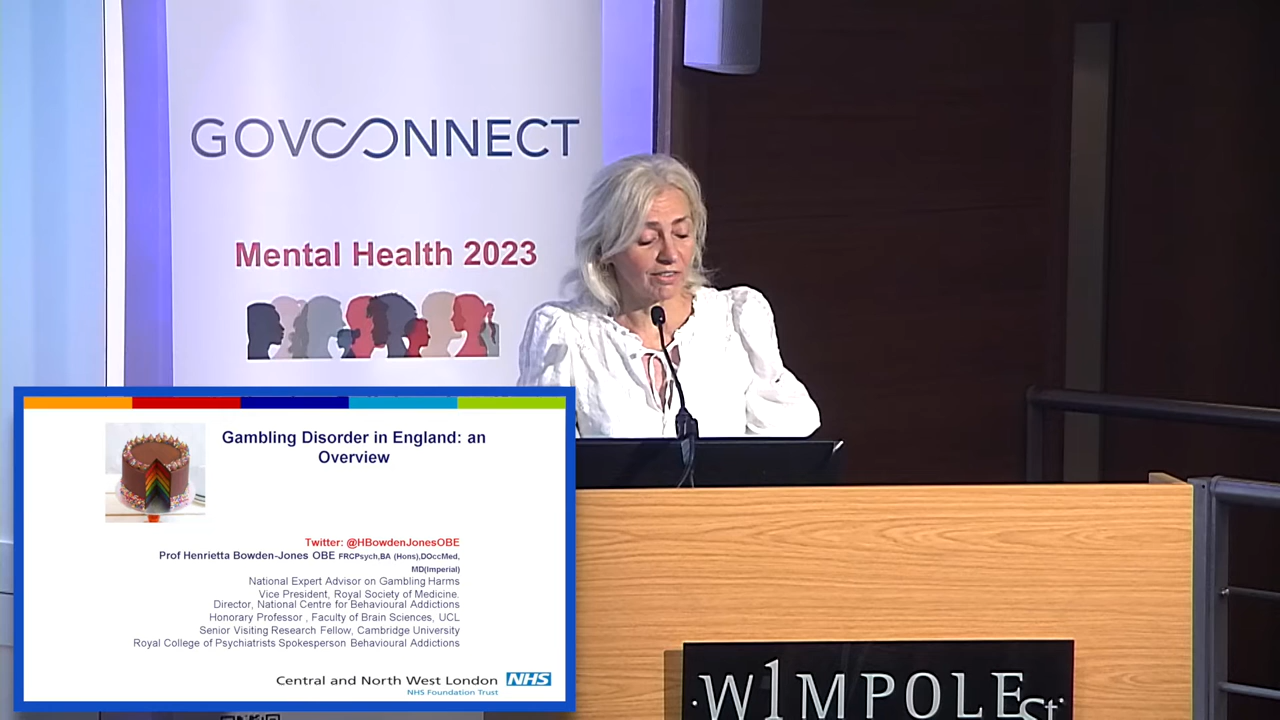 GOVCONNECT
Mental Health 2023
Gambling Disorder in England: an
Overview
Twitter: @HBowdenJonesOBE
Prof Henrietta Bowden-Jones OBE FRCPsych,BA (Hons),DOccMed,
MD(Imperial)
National Expert Advisor on Gambling Harms
Vice President, Royal Society of Medicine.
Director, National Centre for Behavioural Addictions
Honorary Professor , Faculty of Brain Sciences, UCL
Senior Visiting Research Fellow, Cambridge University
Royal College of Psychiatrists Spokesperson Behavioural Addictions
Central and North West London NHS
NHS Foundation Trust
W1MPOLE St.